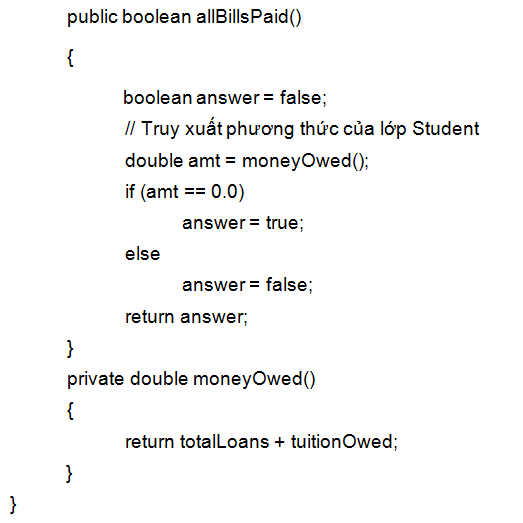 public boolean allBillsPaid()
{
boolean answer = false;
// Truy xuất phương thức của lớp Student
double amt = moneyOwed();
if (amt == 0.0)
answer = true;
else
answer = false;
return answer;
}
private double moneyOwed()
{
return totalLoans + tuitionOwed;
}
}